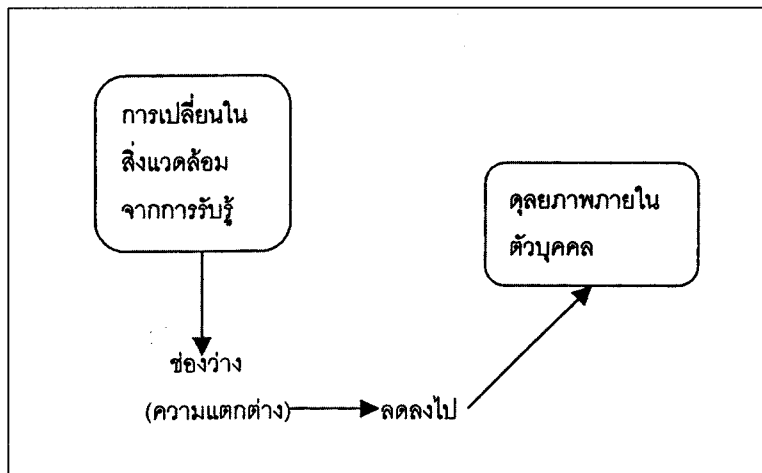 การเปลี่ยนใน
สิ่งแวดล้อม
จากการรับรู้
ดุลยภาพภายใน
ตัวบุคคล
ช่องว่าง
(ความแตกต่าง)
ลดลงไป